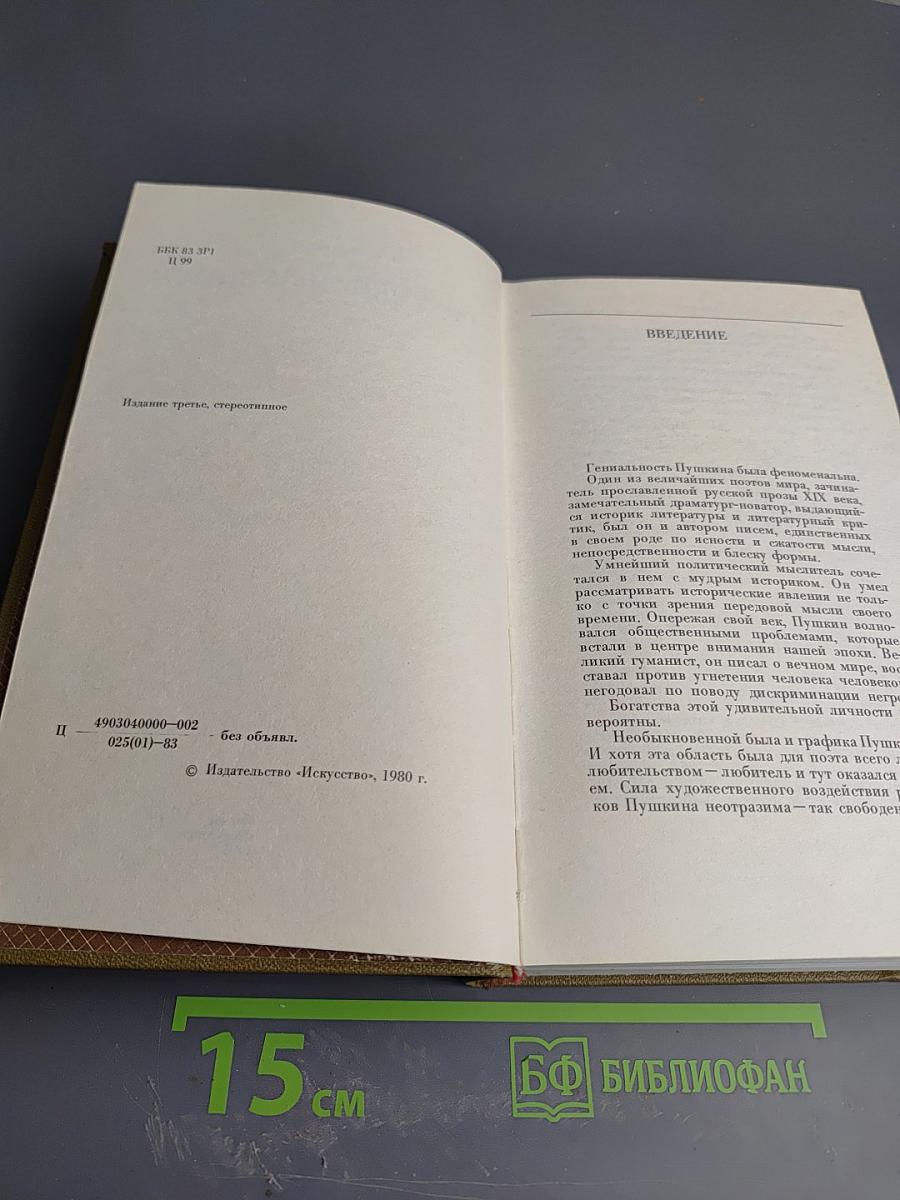 ББК 83 3Р1
Ц 99
Издание третье, стереотипное
Ц 4903040000—002
025(01)—83 - без объявл.
© Издательство «Искусство», 1980 г.
ВВЕДЕНИЕ
Гениальность Пушкина была феноменальна.
Один из величайших поэтов мира, зачина-
тель прославленной русской прозы XIX века,
замечательный драматург-новатор, выдающий-
ся историк литературы и литературный кри-
тик, был он и автором писем, единственных
в своем роде по ясности и сжатости мысли,
непосредственности и блеску формы.
Умнейший политический мыслитель соче-
тался в нем с мудрым историком. Он умел
рассматривать исторические явления не толь-
ко с точки зрения передовой мысли своего
времени. Опережая свой век, Пушкин волно-
вался общественными проблемами, которые
встали в центре внимания нашей эпохи. Ве-
ликий гуманист, он писал о вечном мире, вос
ставал против угнетения человека человеко
негодовал по поводу дискриминации негр
Богатства этой удивительной личности
вероятны.
Необыкновенной была и графика Пушк
И хотя эта область была для поэта всего л
любительством — любитель и тут оказался
ем. Сила художественного воздействия р
ков Пушкина неотразима — так свободен
15 см
БФ БИБЛИОФАН